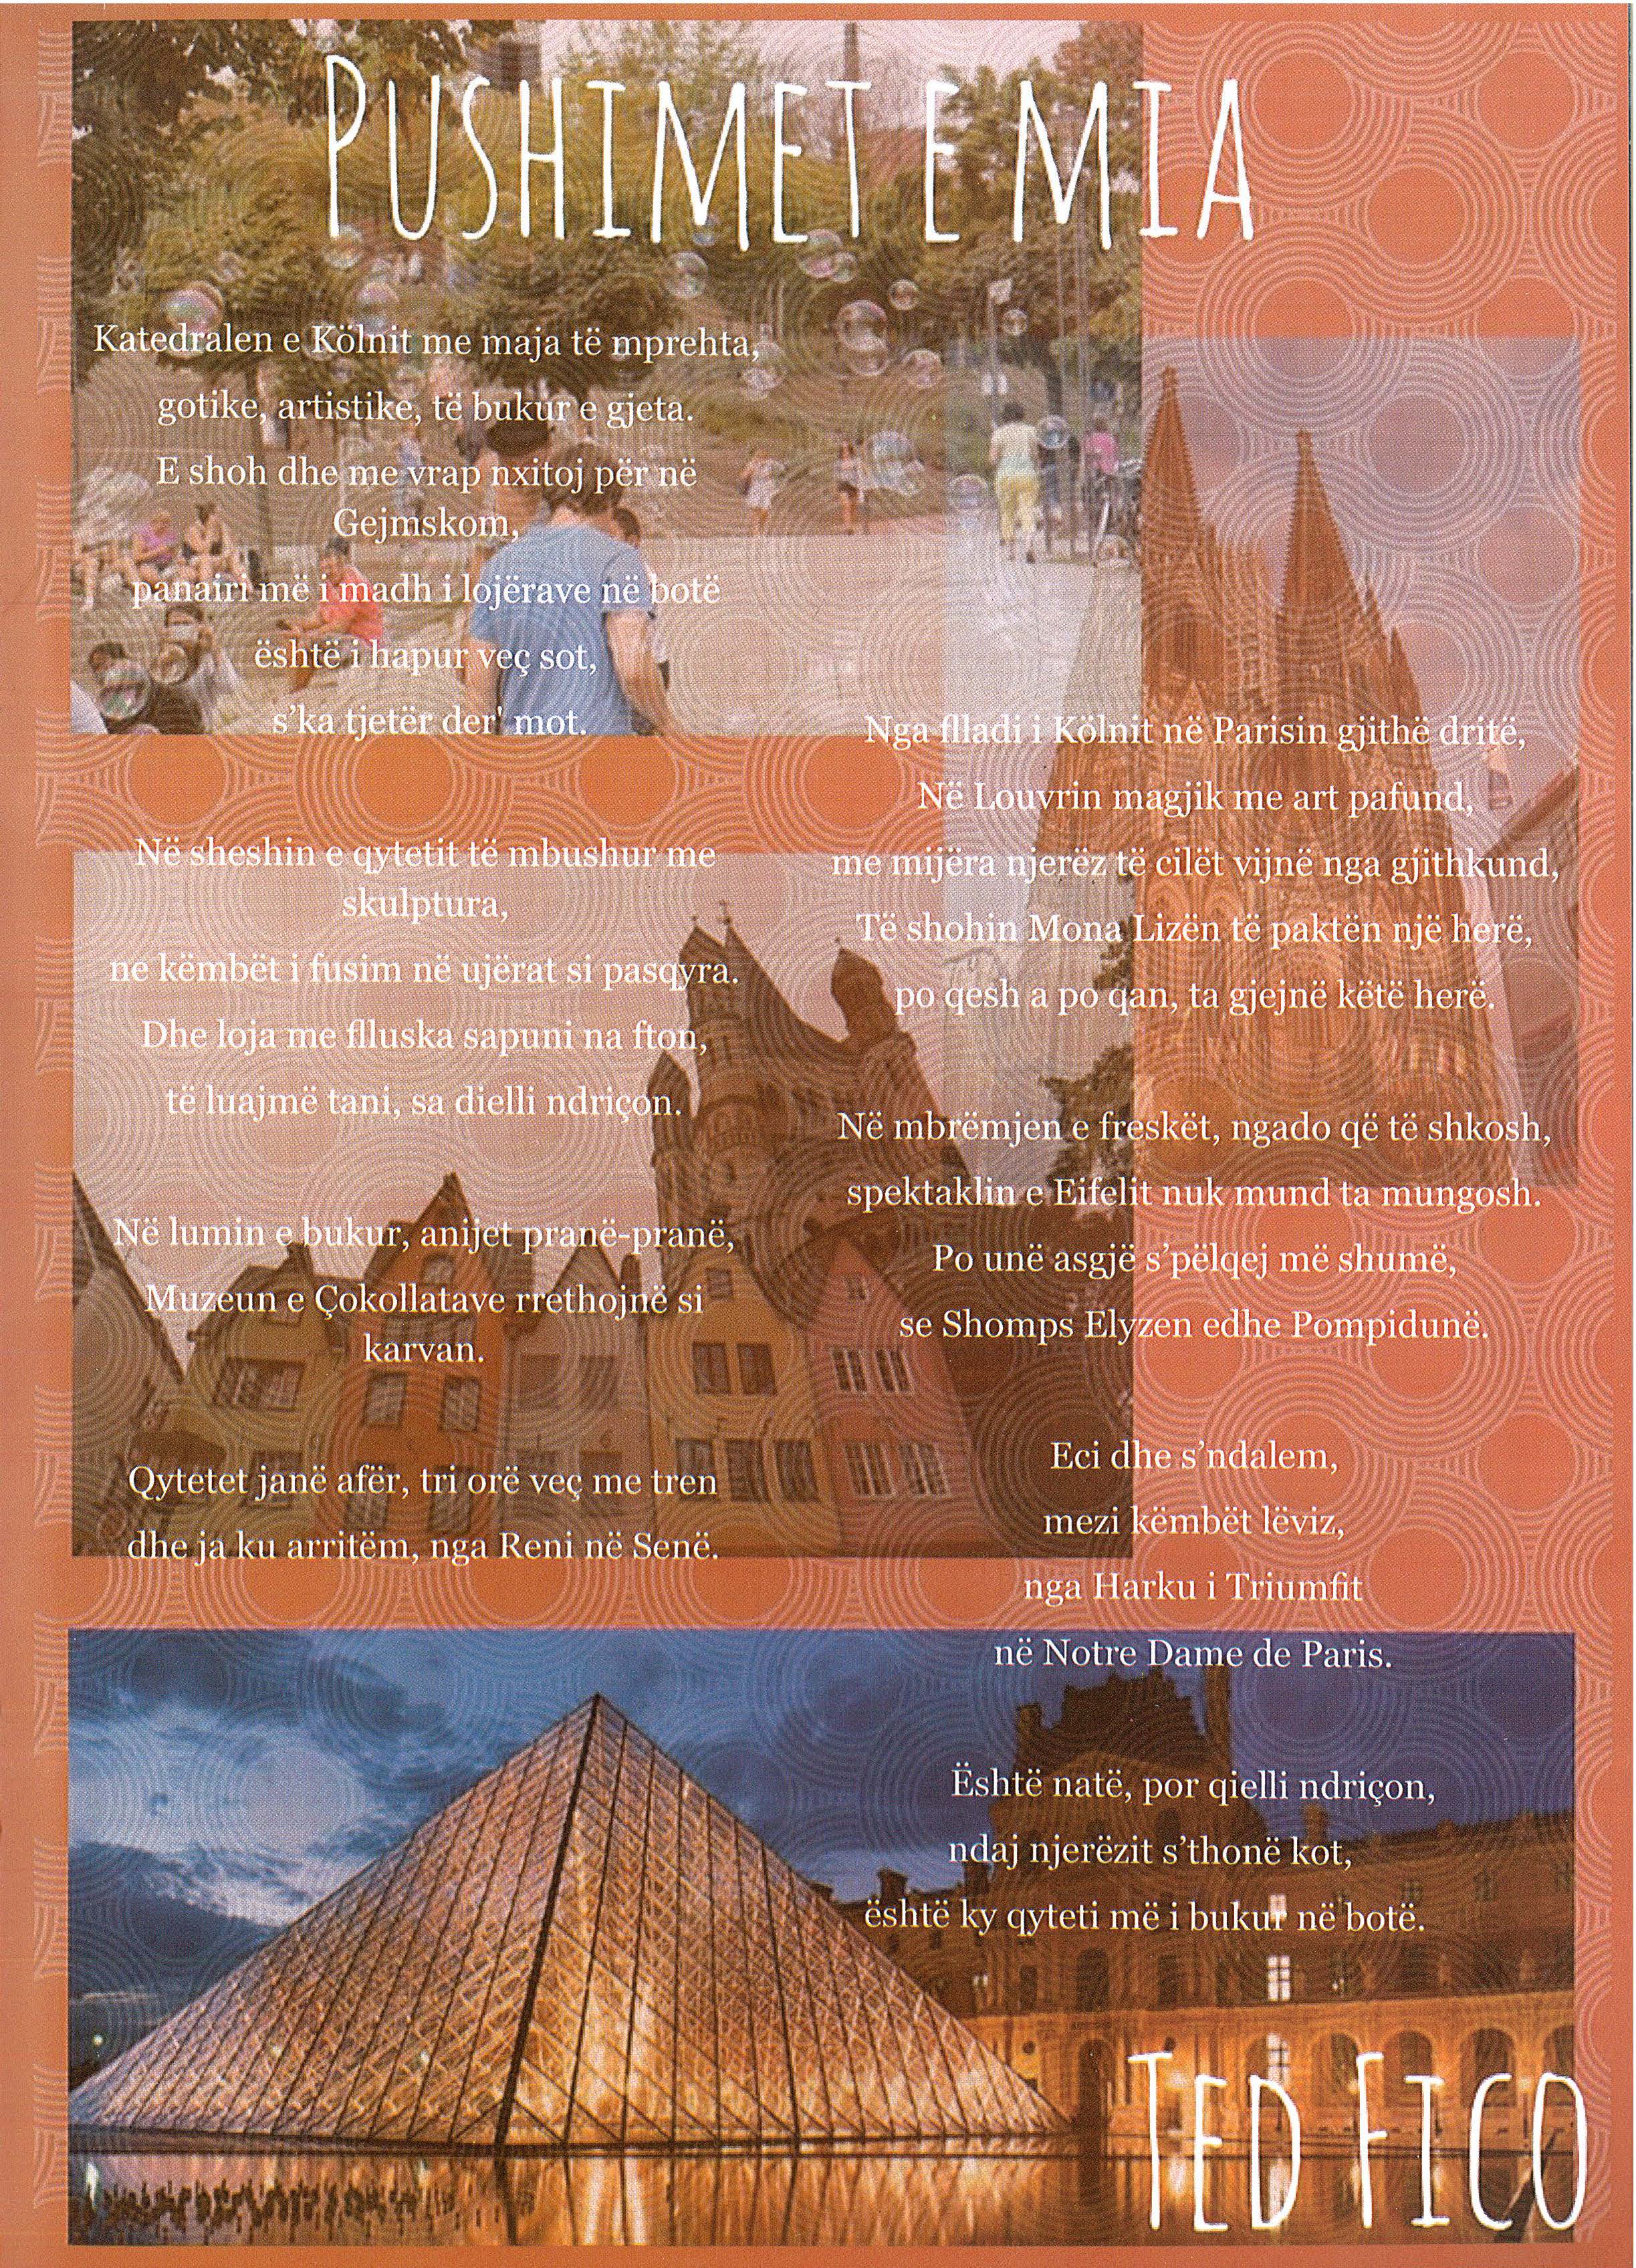 PUSHIMET E MIA
Katedralen e Kölnit me maja të mprehta,
gotike, artistike, të bukur e gjeta.
E shoh dhe me vrap nxitoj për në
Gejmskom,
panairi më i madh i lojërave në botë
është i hapur veç sot,
s'ka tjetër der' mot.
Në sheshin e qytetit të mbushur me
skulptura,
ne këmbët i fusim në ujërat si pasqyra.
Dhe loja me flluska sapuni na fton,
të luajmë tani, sa dielli ndriçon.
Në lumin e bukur, anijet pranë-pranë,
Muzeun e Çokollatave rrethojnë si
karvan.
Qytetet janë afër, tri orë veç me tren
dhe ja ku arritëm, nga Reni në Senë.
Nga flladi i Kölnit në Parisin gjithë dritë,
Në Louvrin magjik me art pafund,
me mijëra njerëz të cilët vijnë nga gjithkund,
Të shohin Mona Lizën të paktën një herë,
po qesh a po qan, ta gjejnë këtë herë.
Në mbrëmjen e freskët, ngado që të shkosh,
spektaklin e Eifelit nuk mund ta mungosh.
Po unë asgjë s'pëlqej më shumë,
se Shomps Elyzen edhe Pompidunë.
Eci dhe s'ndalem,
mezi këmbët lëviz,
nga Harku i Triumfit
në Notre Dame de Paris.
Është natë, por qielli ndriçon,
ndaj njerëzit s'thonë kot,
është ky qyteti më i bukur në botë.
TED FICO